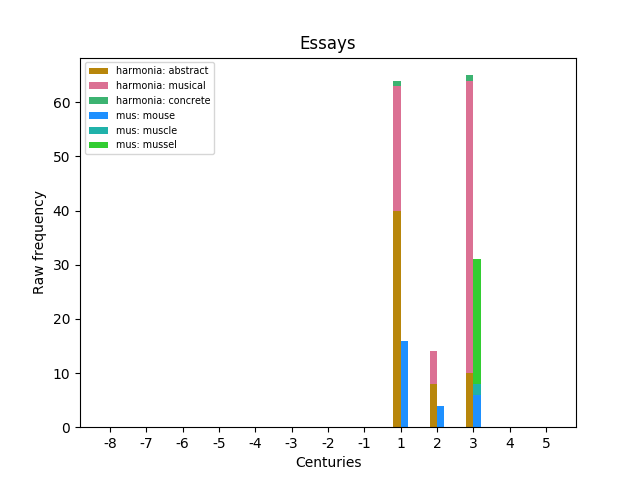 Essays
harmonia: abstract
harmonia: musical
harmonia: concrete
mus: mouse
mus: muscle
mus: mussel
Raw frequency
60
50
40
30
20
10
0
-8 -7 -6 -5 -4 -3 -2 -1 1 2 3 4 5
Centuries